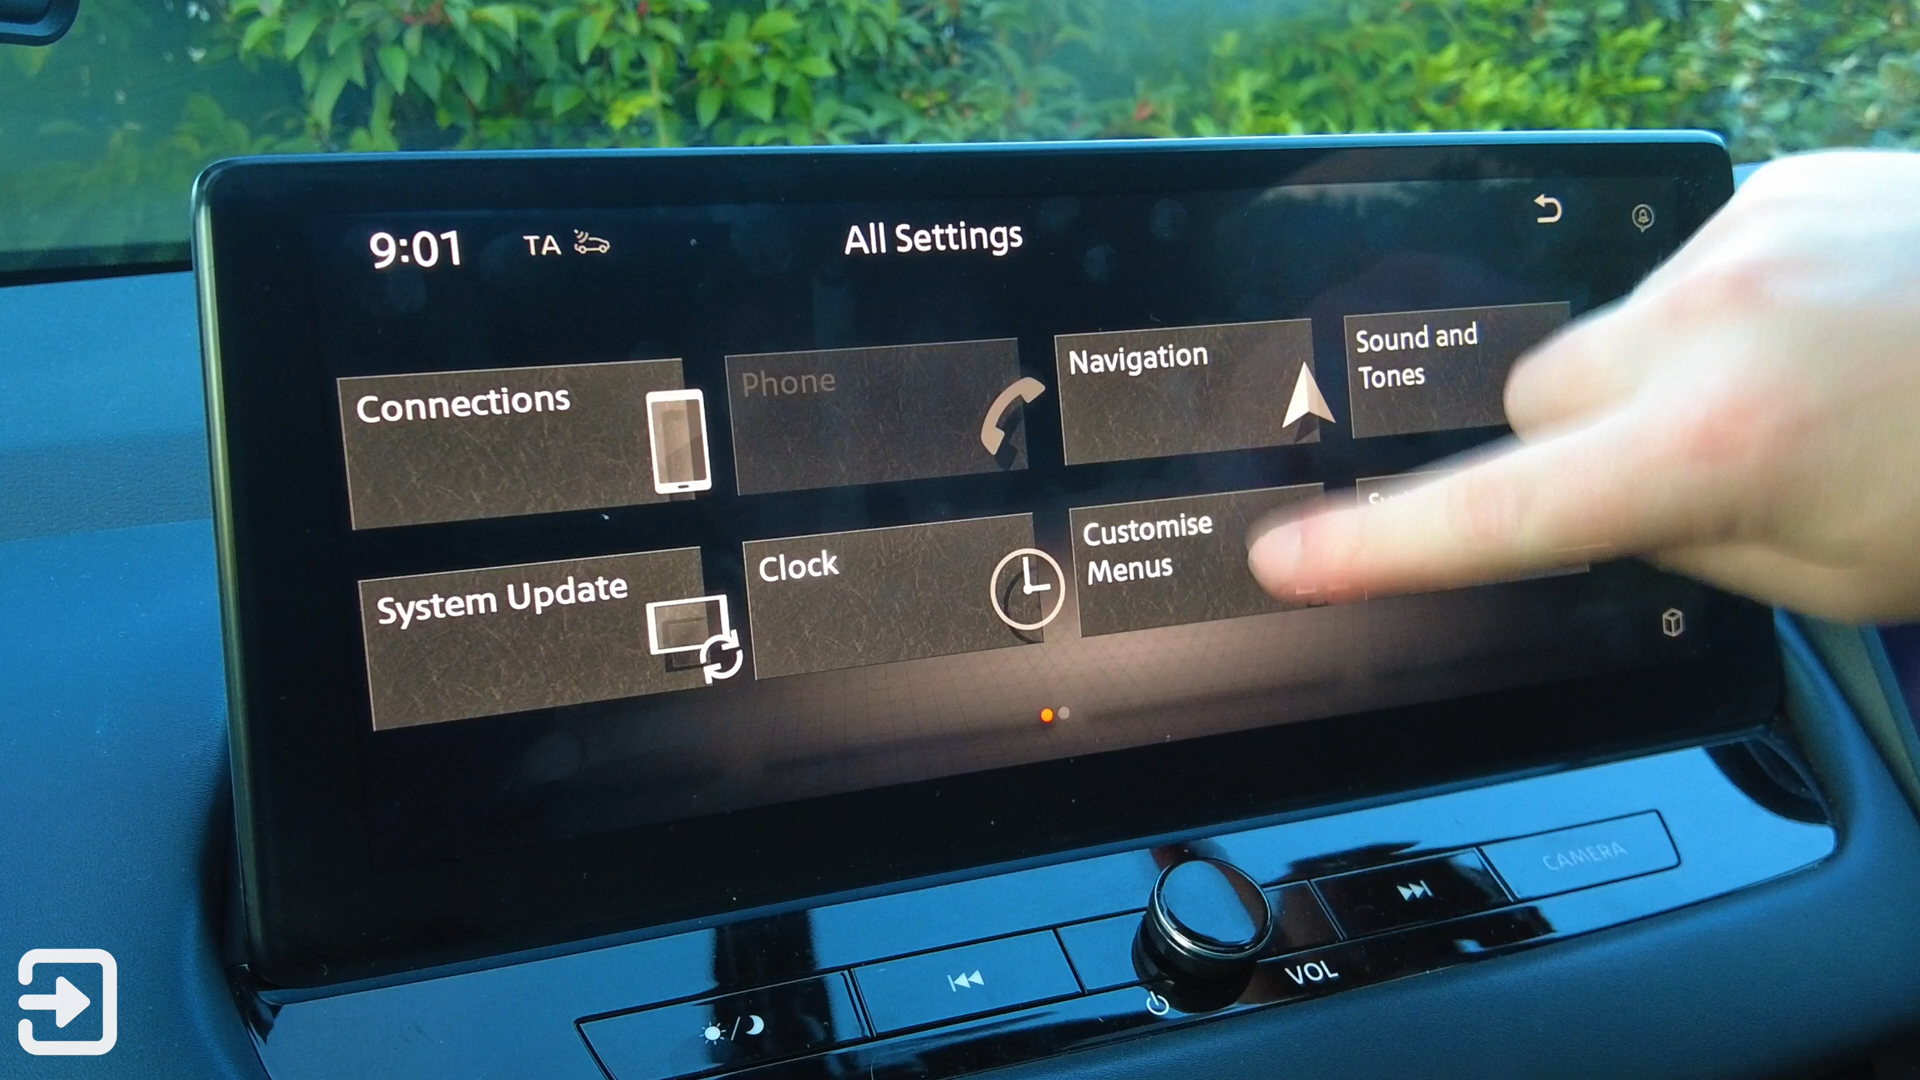 9:01 TA
All Settings
Connections
Phone
Navigation
Sound and
Tones
System Update
Clock
Customise
Menus
CAMERA
VOL